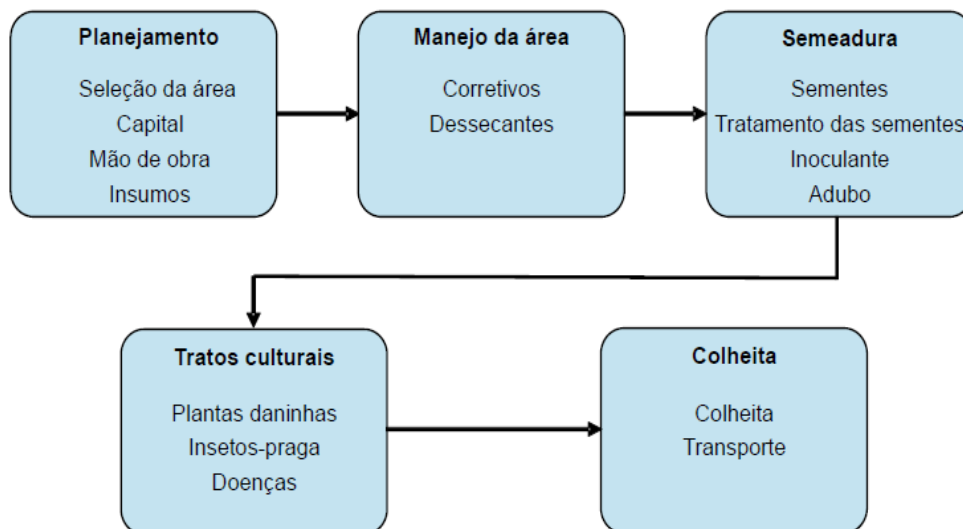 Planejamento
Seleção da área
Capital
Mão de obra
Insumos
Manejo da área
Corretivos
Dessecantes
Semeadura
Sementes
Tratamento das sementes
Inoculante
Adubo
Tratos culturais
Plantas daninhas
Insetos-praga
Doenças
Colheita
Colheita
Transporte